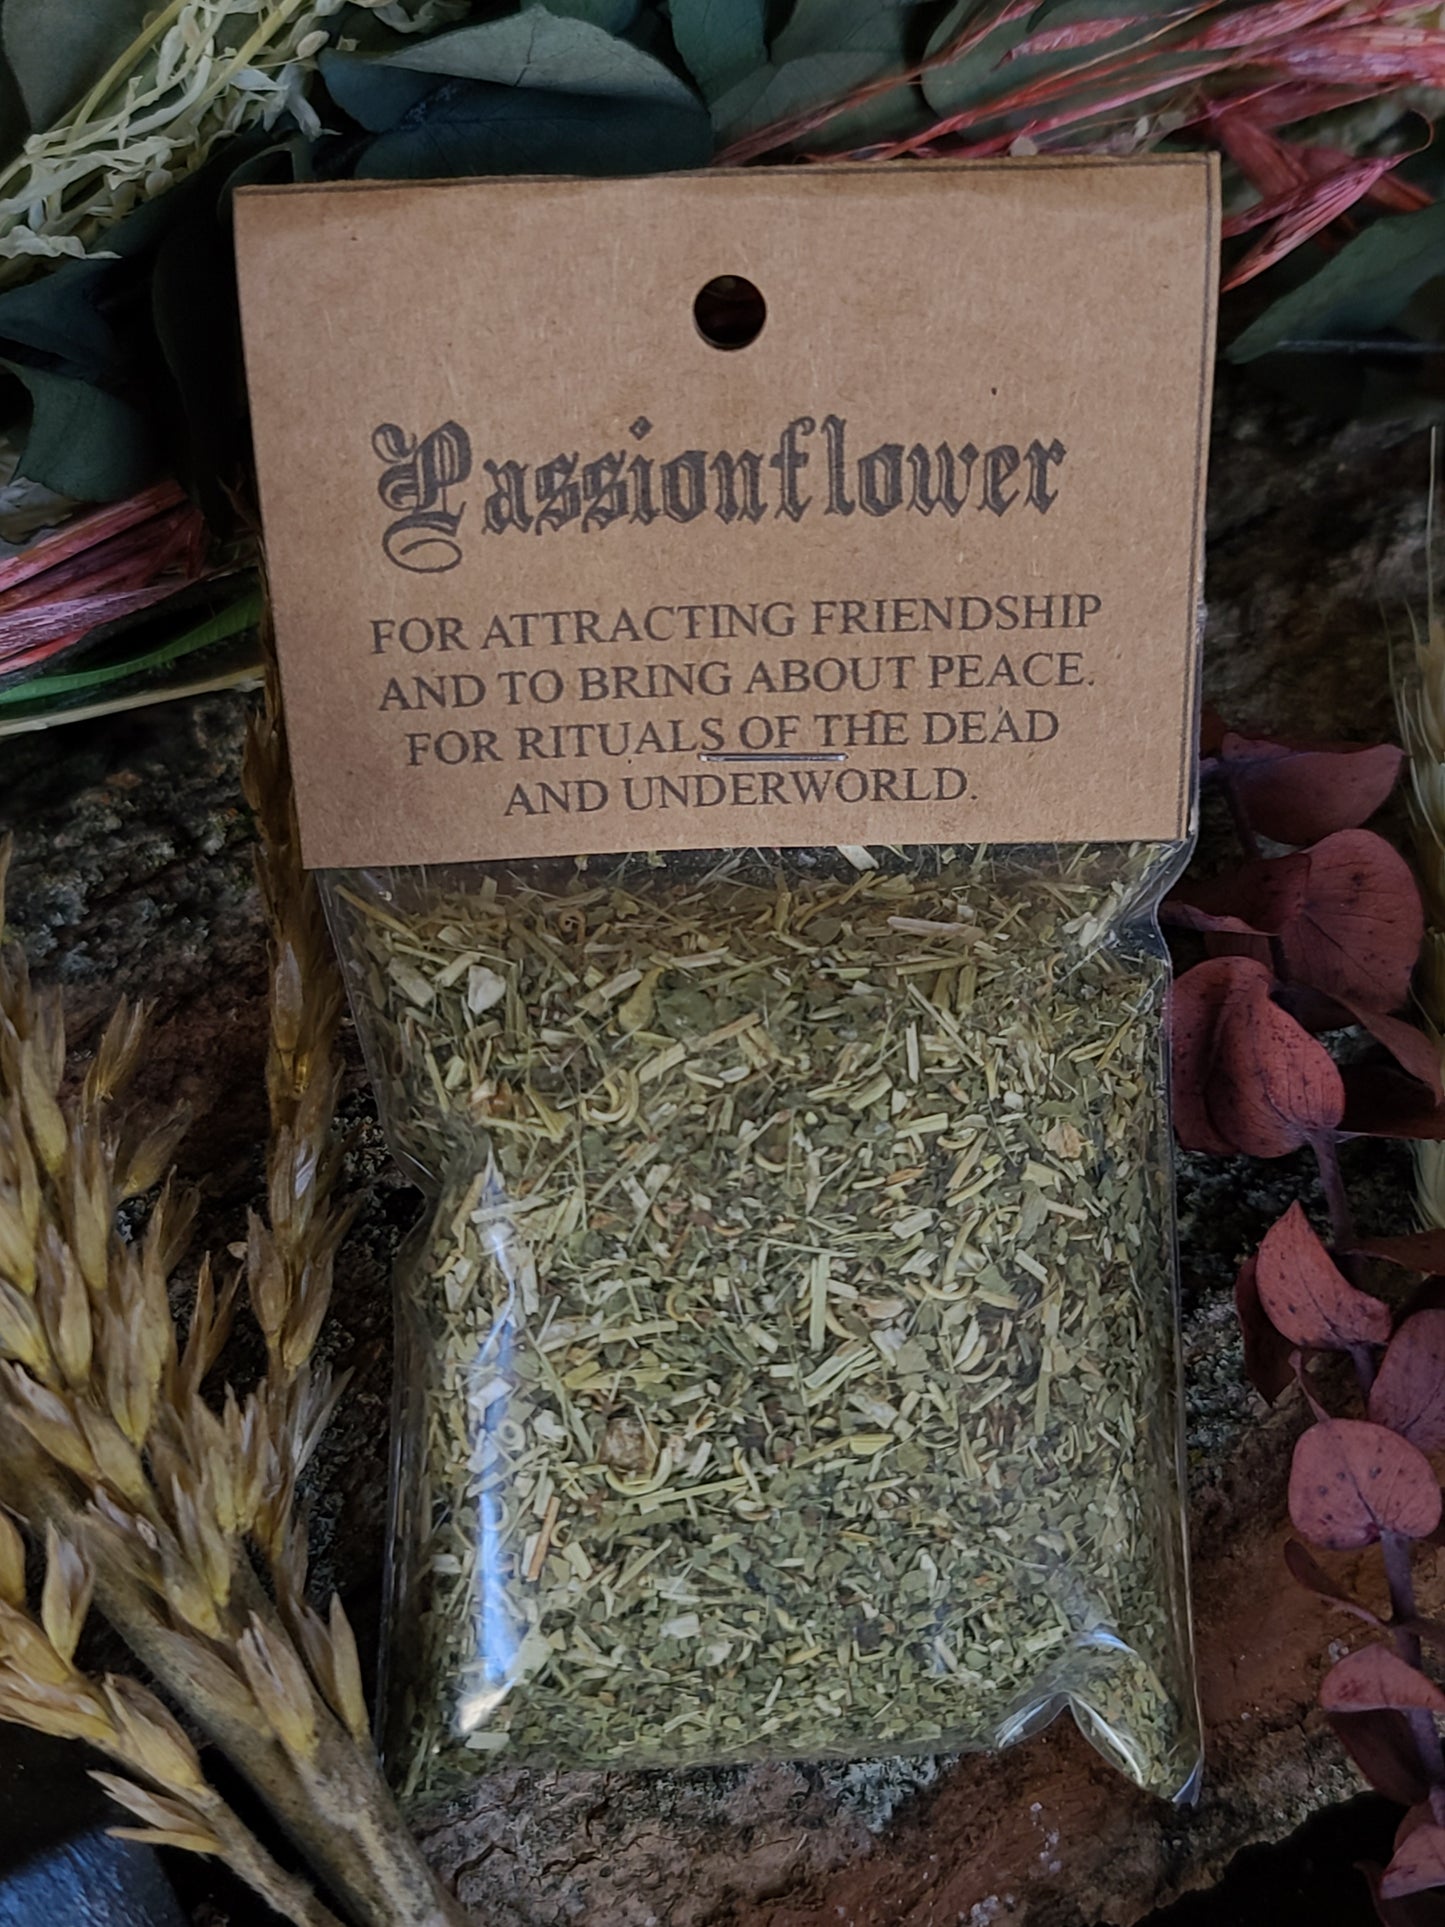 Passionflower
FOR ATTRACTING FRIENDSHIP
AND TO BRING ABOUT PEACE.
FOR RITUALS OF THE DEAD
AND UNDERWORLD.